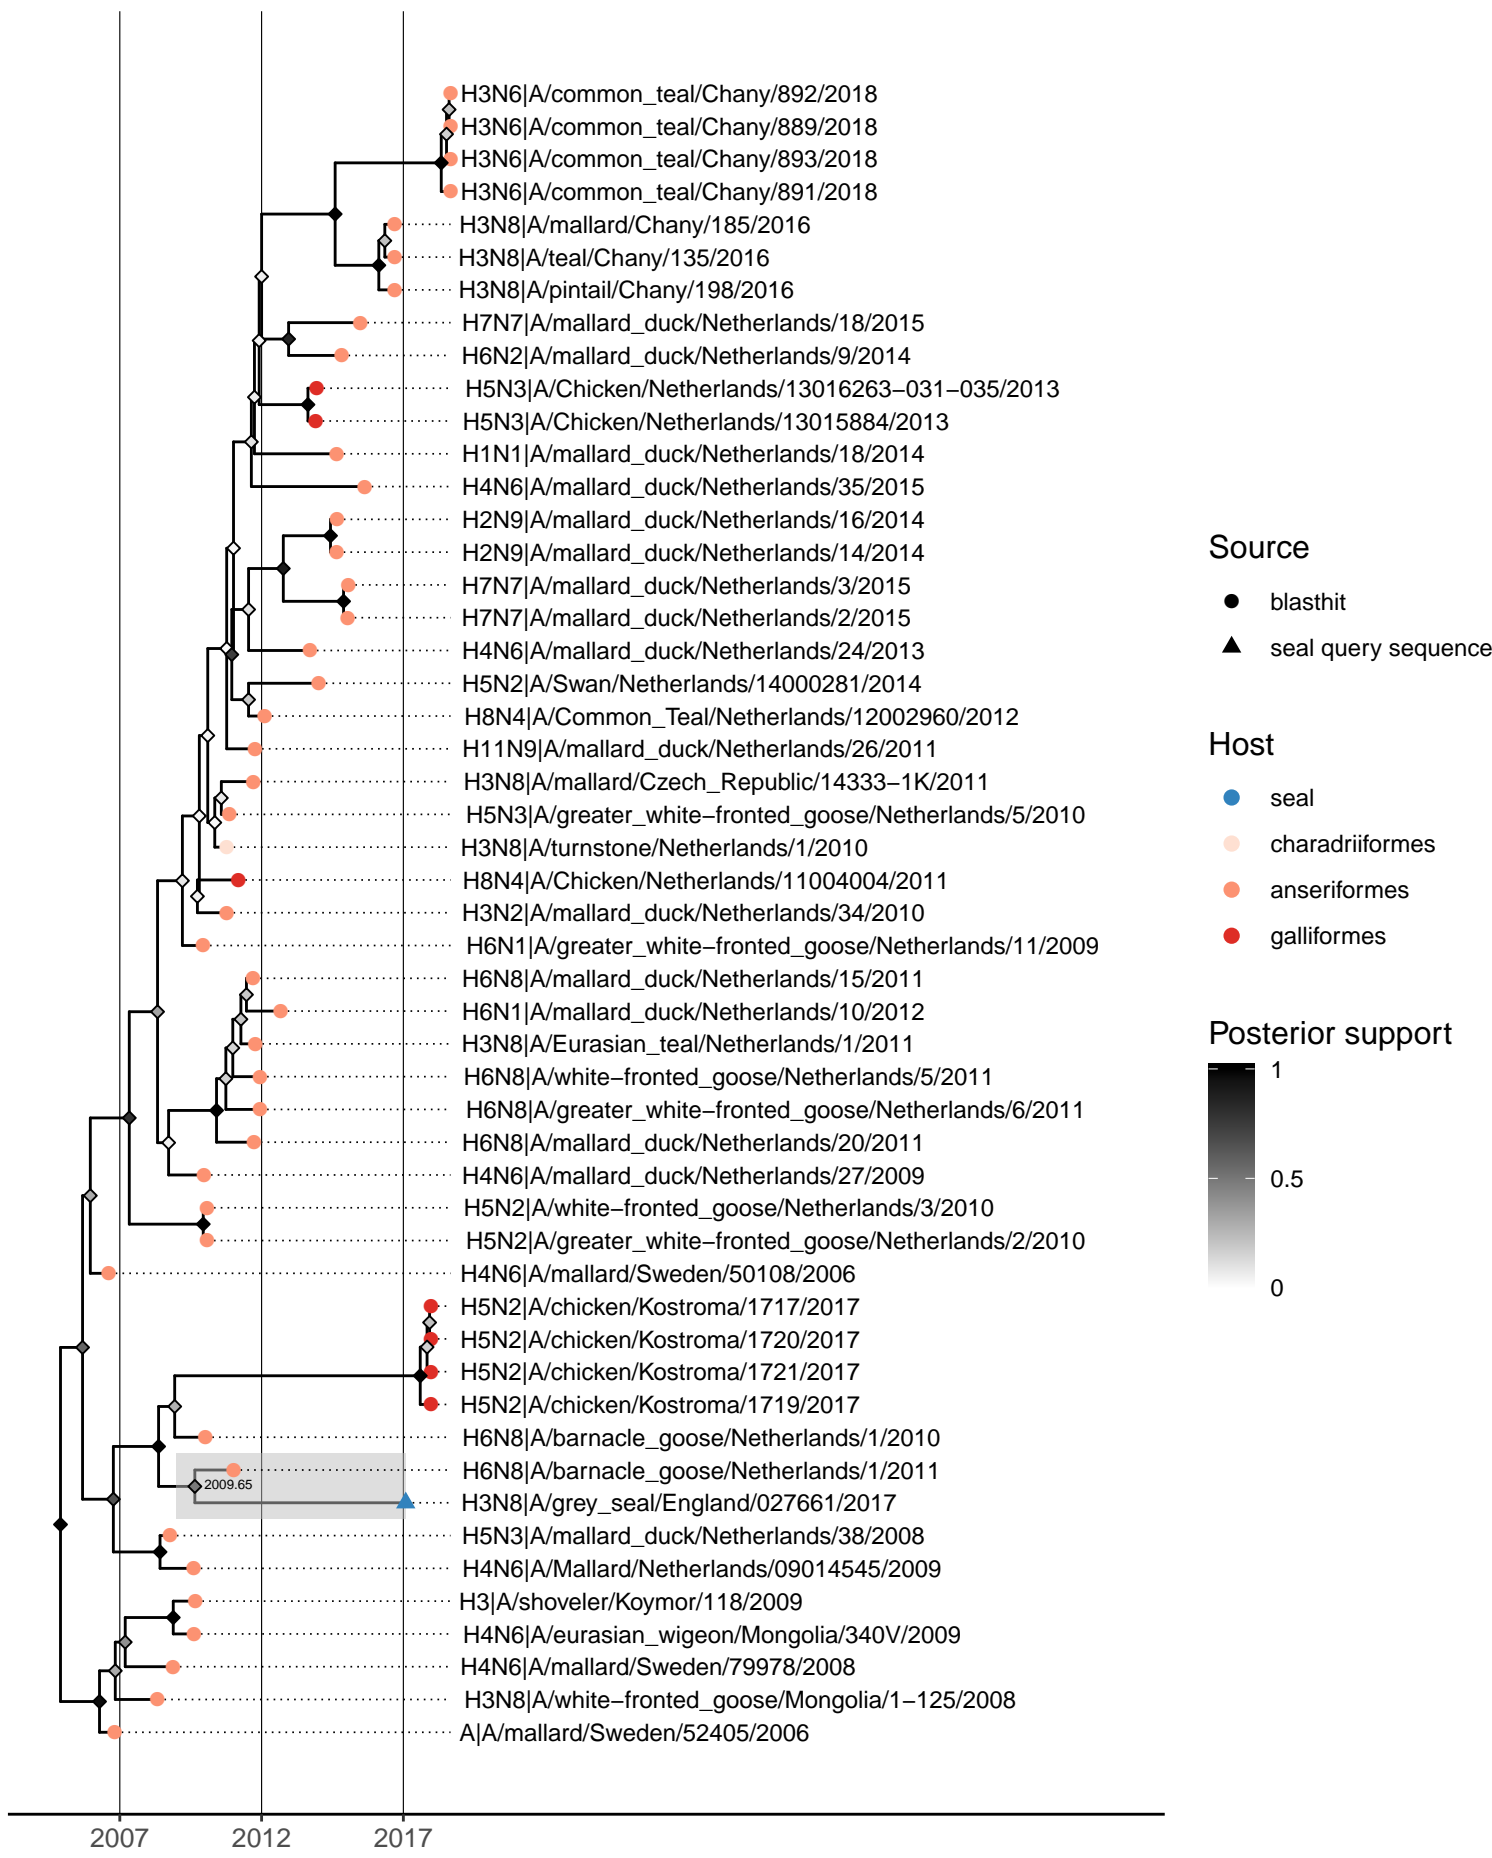 H3N6|A/common_teal/Chany/892/2018
H3N6|A/common_teal/Chany/889/2018
H3N6|A/common_teal/Chany/893/2018
H3N6|A/common_teal/Chany/891/2018
H3N8|A/mallard/Chany/185/2016
H3N8|A/teal/Chany/135/2016
H3N8|A/pintail/Chany/198/2016
H7N7|A/mallard_duck/Netherlands/18/2015
H6N2|A/mallard_duck/Netherlands/9/2014
H5N3|A/Chicken/Netherlands/13016263−031−035/2013
H5N3|A/Chicken/Netherlands/13015884/2013
H1N1|A/mallard_duck/Netherlands/18/2014
H4N6|A/mallard_duck/Netherlands/35/2015
H2N9|A/mallard_duck/Netherlands/16/2014
H2N9|A/mallard_duck/Netherlands/14/2014
H7N7|A/mallard_duck/Netherlands/3/2015
H7N7|A/mallard_duck/Netherlands/2/2015
H4N6|A/mallard_duck/Netherlands/24/2013
H5N2|A/Swan/Netherlands/14000281/2014
H8N4|A/Common_Teal/Netherlands/12002960/2012
H11N9|A/mallard_duck/Netherlands/26/2011
H3N8|A/mallard/Czech_Republic/14333−1K/2011
H5N3|A/greater_white−fronted_goose/Netherlands/5/2010
H3N8|A/turnstone/Netherlands/1/2010
H8N4|A/Chicken/Netherlands/11004004/2011
H3N2|A/mallard_duck/Netherlands/34/2010
H6N1|A/greater_white−fronted_goose/Netherlands/11/2009
H6N8|A/mallard_duck/Netherlands/15/2011
H6N1|A/mallard_duck/Netherlands/10/2012
H3N8|A/Eurasian_teal/Netherlands/1/2011
H6N8|A/white−fronted_goose/Netherlands/5/2011
H6N8|A/greater_white−fronted_goose/Netherlands/6/2011
H6N8|A/mallard_duck/Netherlands/20/2011
H4N6|A/mallard_duck/Netherlands/27/2009
H5N2|A/white−fronted_goose/Netherlands/3/2010
H5N2|A/greater_white−fronted_goose/Netherlands/2/2010
H4N6|A/mallard/Sweden/50108/2006
H5N2|A/chicken/Kostroma/1717/2017
H5N2|A/chicken/Kostroma/1720/2017
H5N2|A/chicken/Kostroma/1721/2017
H5N2|A/chicken/Kostroma/1719/2017
H6N8|A/barnacle_goose/Netherlands/1/2010
H6N8|A/barnacle_goose/Netherlands/1/2011
2009.65
H3N8|A/grey_seal/England/027661/2017
H5N3|A/mallard_duck/Netherlands/38/2008
H4N6|A/Mallard/Netherlands/09014545/2009
H3|A/shoveler/Koymor/118/2009
H4N6|A/eurasian_wigeon/Mongolia/340V/2009
H4N6|A/mallard/Sweden/79978/2008
H3N8|A/white−fronted_goose/Mongolia/1−125/2008
A|A/mallard/Sweden/52405/2006
2007 2012 2017
Source
blasthit
seal query sequence
Host
seal
charadriiformes
anseriformes
galliformes
Posterior support
1
0.5
0